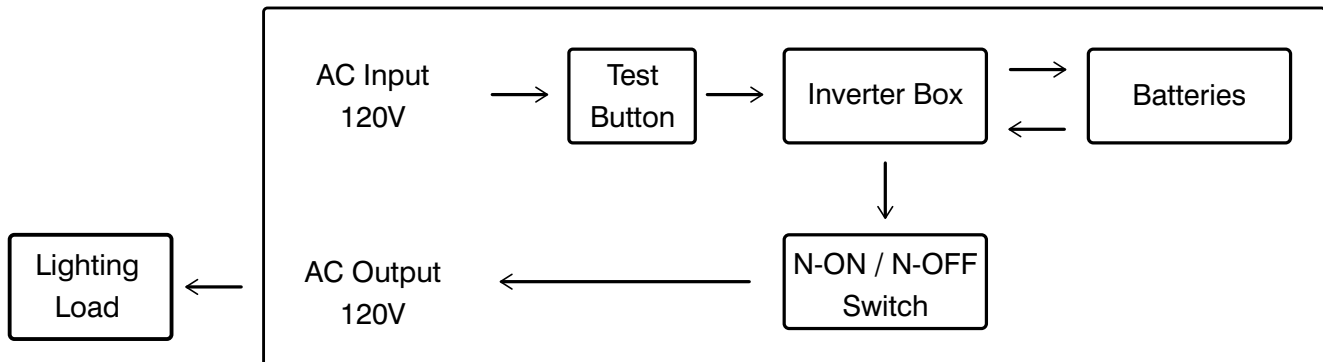 AC Input
120V
Test
Button
Inverter Box
Batteries
Lighting
Load
AC Output
120V
N-ON / N-OFF
Switch